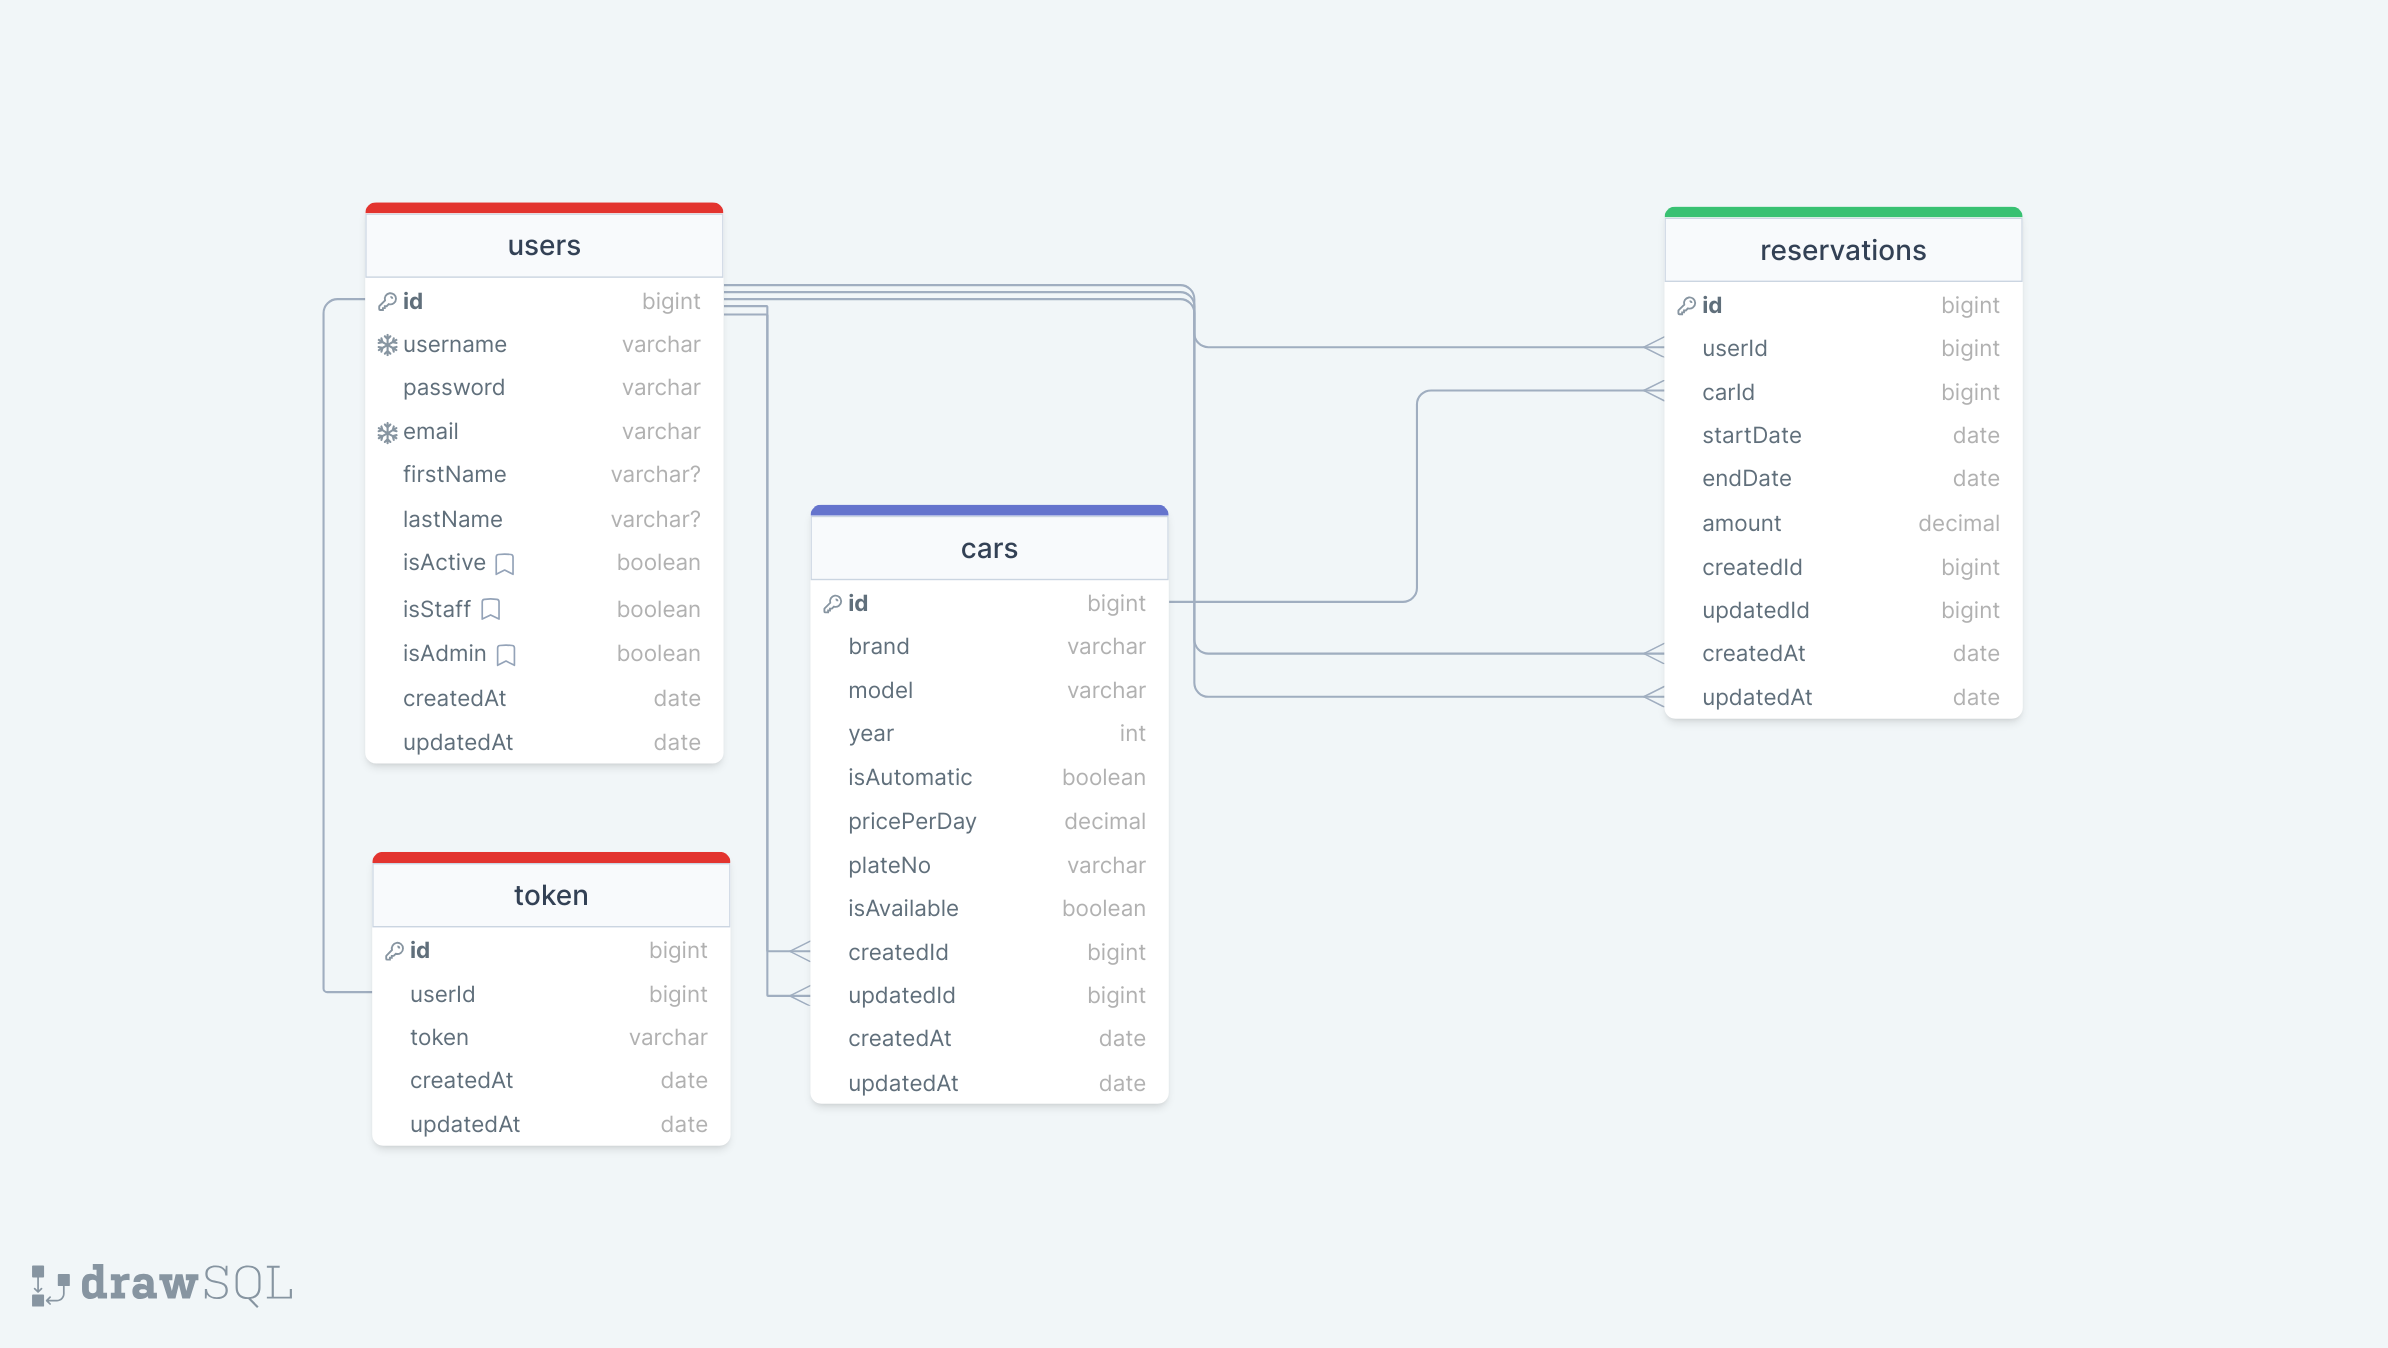 users
id bigint
username varchar
password varchar
email varchar
firstName varchar?
lastName varchar?
isActive boolean
isStaff boolean
isAdmin boolean
createdAt date
updatedAt date
token
id bigint
userId bigint
token varchar
createdAt date
updatedAt date
cars
id bigint
brand varchar
model varchar
year int
isAutomatic boolean
pricePerDay decimal
plateNo varchar
isAvailable boolean
createdId bigint
updatedId bigint
createdAt date
updatedAt date
reservations
id bigint
userId bigint
carId bigint
startDate date
endDate date
amount decimal
createdId bigint
updatedId bigint
createdAt date
updatedAt date
drawSQL